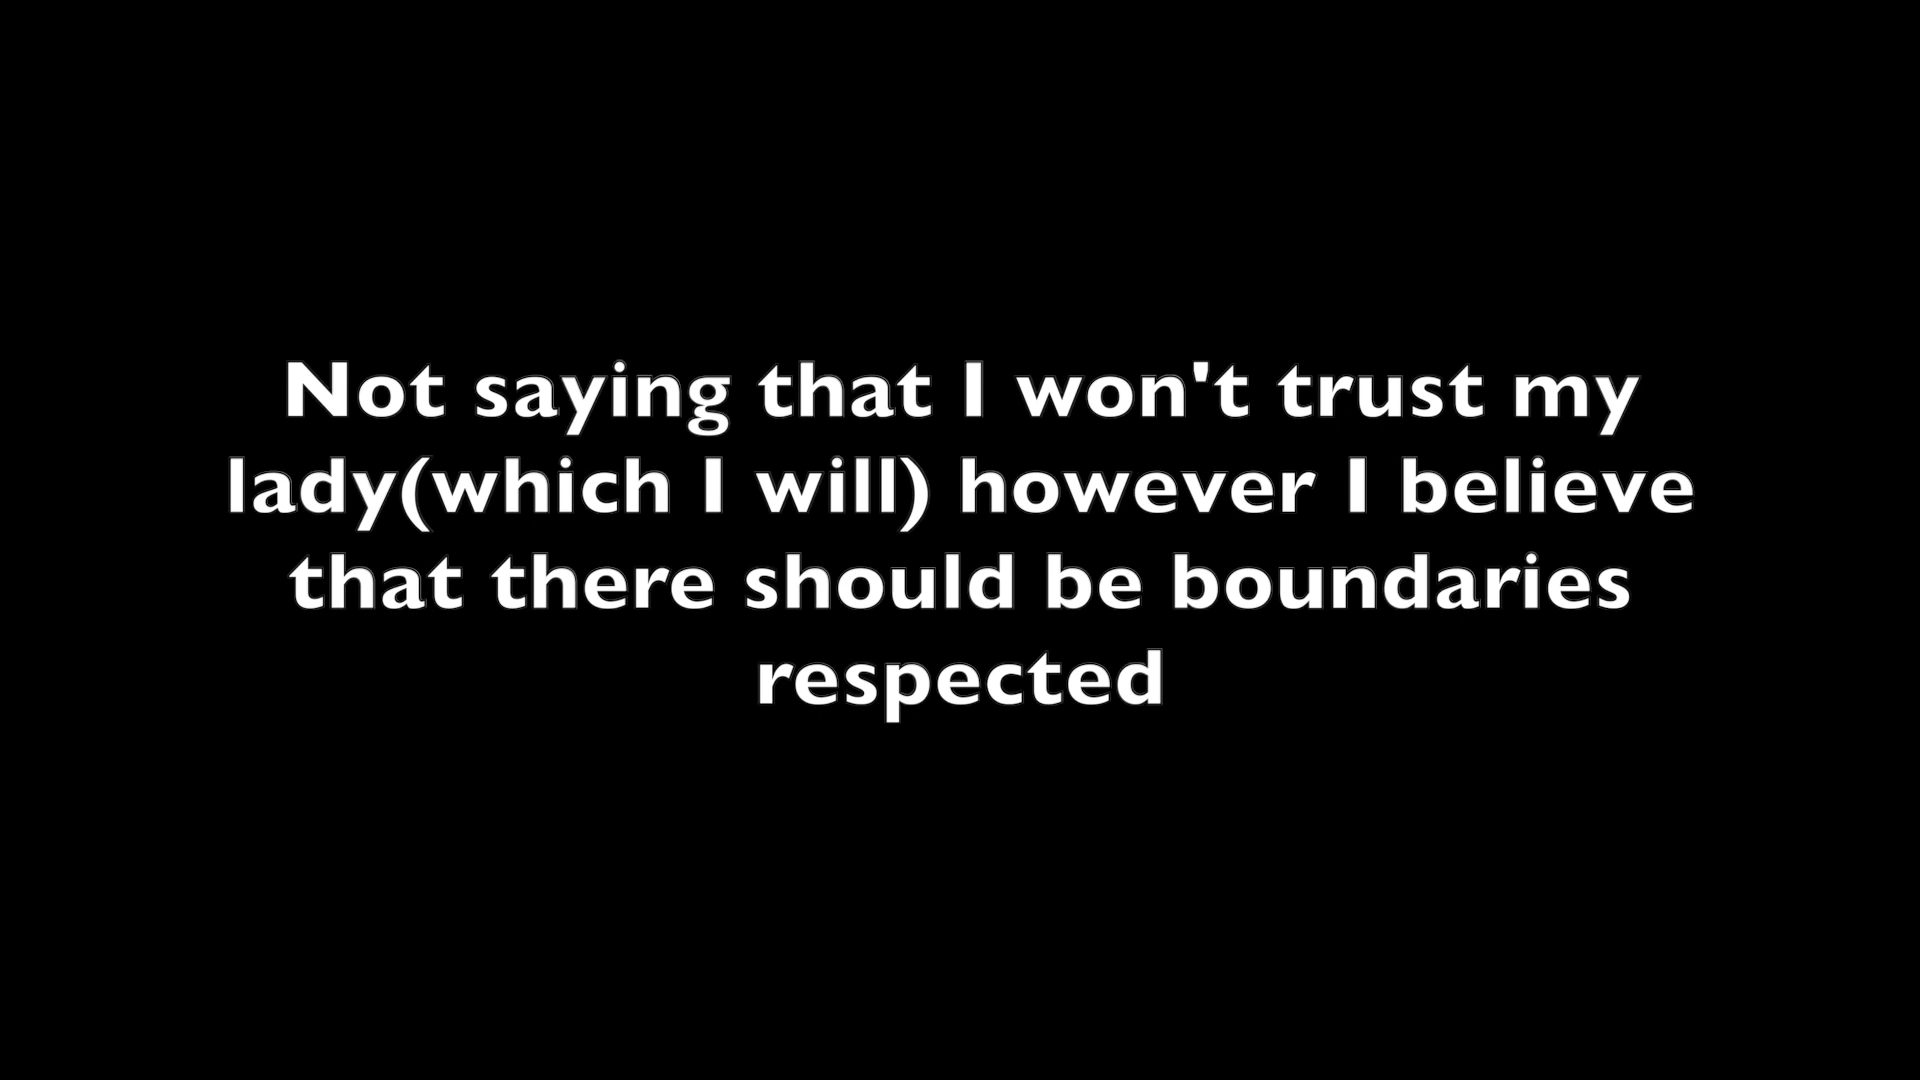 Not saying that I won't trust my
lady(which I will) however I believe
that there should be boundaries
respected